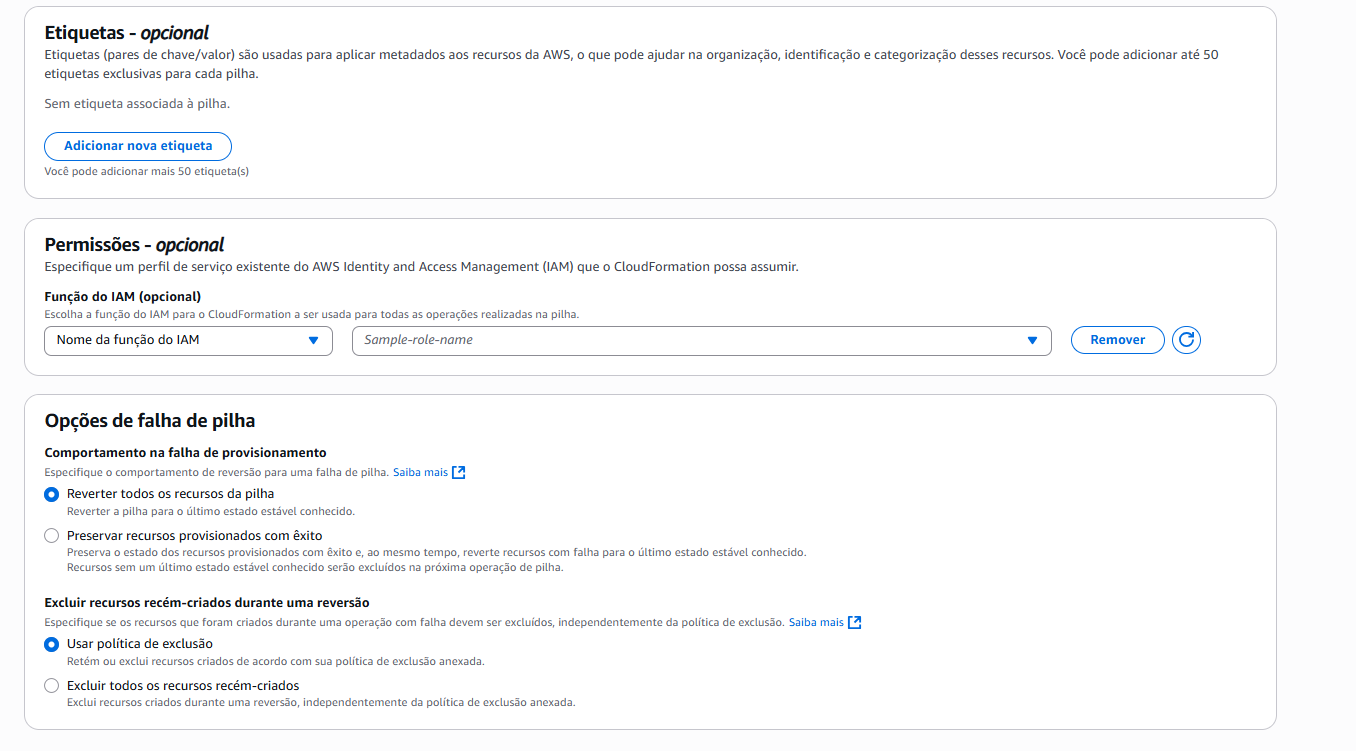 Etiquetas - opcional
Etiquetas (pares de chave/valor) são usadas para aplicar metadados aos recursos da AWS, o que pode ajudar na organização, identificação e categorização desses recursos. Você pode adicionar até 50
etiquetas exclusivas para cada pilha.
Sem etiqueta associada à pilha.
Adicionar nova etiqueta
Você pode adicionar mais 50 etiqueta(s)
Permissões - opcional
Especifique um perfil de serviço existente do AWS Identity and Access Management (IAM) que o CloudFormation possa assumir.
Função do IAM (opcional)
Escolha a função do IAM para o CloudFormation a ser usada para todas as operações realizadas na pilha.
Nome da função do IAM Sample-role-name Remover
Opções de falha de pilha
Comportamento na falha de provisionamento
Especifique o comportamento de reversão para uma falha de pilha. Saiba mais
Reverter todos os recursos da pilha
Reverter a pilha para o último estado estável conhecido.
Preservar recursos provisionados com êxito
Preserva o estado dos recursos provisionados com êxito e, ao mesmo tempo, reverte recursos com falha para o último estado estável conhecido.
Recursos sem um último estado estável conhecido serão excluídos na próxima operação de pilha.
Excluir recursos recém-criados durante uma reversão
Especifique se os recursos que foram criados durante uma operação com falha devem ser excluídos, independentemente da política de exclusão. Saiba mais
Usar política de exclusão
Retém ou exclui recursos criados de acordo com sua política de exclusão anexada.
Excluir todos os recursos recém-criados
Exclui recursos criados durante uma reversão, independentemente da política de exclusão anexada.